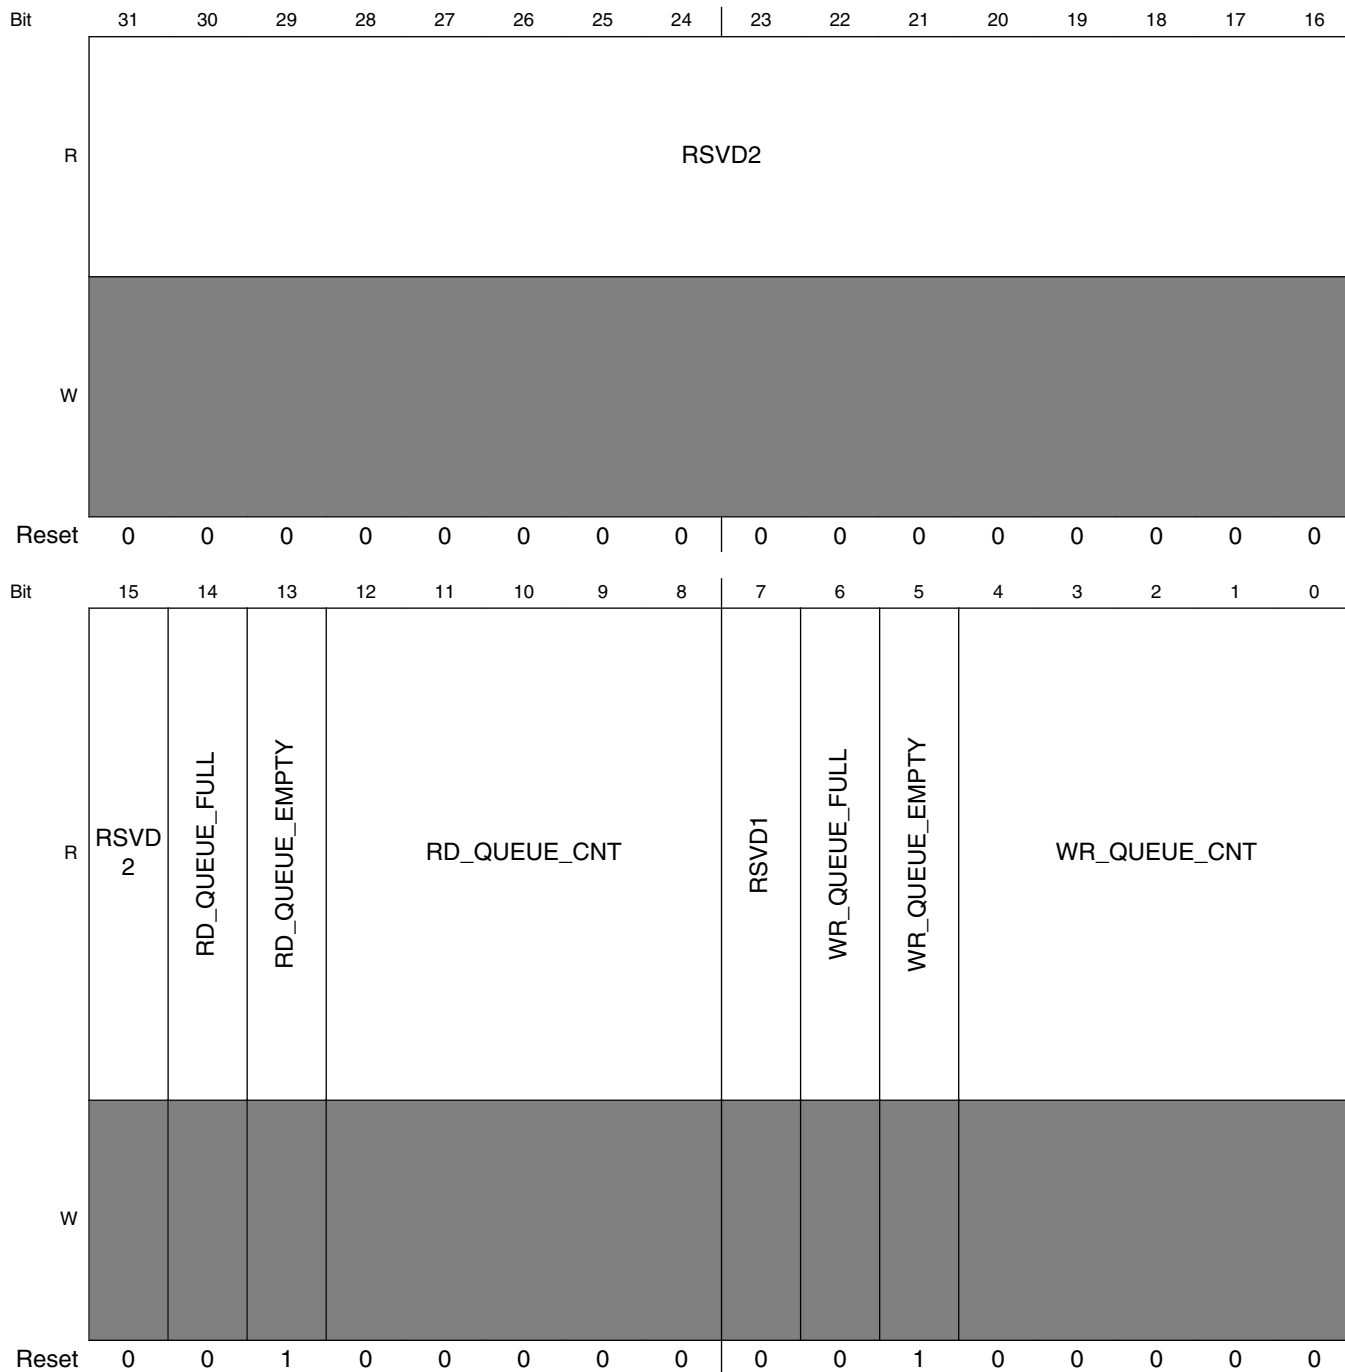 Bit 31 30 29 28 27 26 25 24 23 22 21 20 19 18 17 16
R RSVD2
W
Reset 0 0 0 0 0 0 0 0 0 0 0 0 0 0 0 0
Bit 15 14 13 12 11 10 9 8 7 6 5 4 3 2 1 0
R RSVD
2 RD_QUEUE_FULL RD_QUEUE_EMPTY RD_QUEUE_CNT RSVD1 WR_QUEUE_FULL WR_QUEUE_EMPTY WR_QUEUE_CNT
W
Reset 0 0 1 0 0 0 0 0 0 0 1 0 0 0 0 0